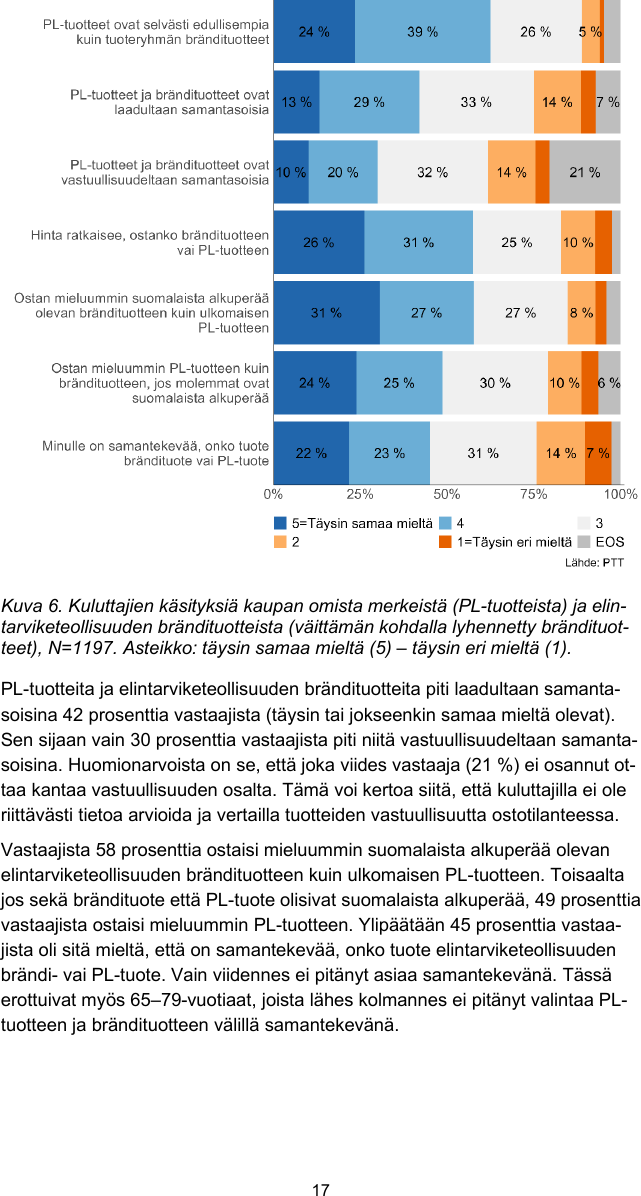 PL-tuotteet ovat selvästi edullisempia
kuin tuoteryhmän brändituotteet
24 % 39 % 26 % 5 %
PL-tuotteet ja brändituotteet ovat
laadultaan samantasoisia
13 % 29 % 33 % 14 % 7 %
PL-tuotteet ja brändituotteet ovat
vastuullisuudeltaan samantasoisia
10 % 20 % 32 % 14 % 21 %
Hinta ratkaisee, ostanko brändituotteen
vai PL-tuotteen
26 % 31 % 25 % 10 %
Ostan mieluummin suomalaista alkuperää
olevan brändituotteen kuin ulkomaisen
PL-tuotteen
31 % 27 % 27 % 8 %
Ostan mieluummin PL-tuotteen kuin
brändituotteen, jos molemmat ovat
suomalaista alkuperää
24 % 25 % 30 % 10 % 6 %
Minulle on samantekevää, onko tuote
brändituote vai PL-tuote
22 % 23 % 31 % 14 % 7 %
0% 25% 50% 75% 100%
5=Täysin samaa mieltä 4 3
2 1=Täysin eri mieltä EOS
Lähde: PTT
Kuva 6. Kuluttajien käsityksiä kaupan omista merkeistä (PL-tuotteista) ja elin-
tarviketeollisuuden brändituotteista (väittämän kohdalla lyhennetty brändituot-
teet), N=1197. Asteikko: täysin samaa mieltä (5) – täysin eri mieltä (1).
PL-tuotteita ja elintarviketeollisuuden brändituotteita piti laadultaan samanta-
soisina 42 prosenttia vastaajista (täysin tai jokseenkin samaa mieltä olevat).
Sen sijaan vain 30 prosenttia vastaajista piti niitä vastuullisuudeltaan samanta-
soisina. Huomionarvoista on se, että joka viides vastaaja (21 %) ei osannut ot-
taa kantaa vastuullisuuden osalta. Tämä voi kertoa siitä, että kuluttajilla ei ole
riittävästi tietoa arvioida ja vertailla tuotteiden vastuullisuutta ostotilanteessa.
Vastaajista 58 prosenttia ostaisi mieluummin suomalaista alkuperää olevan
elintarviketeollisuuden brändituotteen kuin ulkomaisen PL-tuotteen. Toisaalta
jos sekä brändituote että PL-tuote olisivat suomalaista alkuperää, 49 prosenttia
vastaajista ostaisi mieluummin PL-tuotteen. Ylipäätään 45 prosenttia vastaa-
jista oli sitä mieltä, että on samantekevää, onko tuote elintarviketeollisuuden
brändi- vai PL-tuote. Vain viidennes ei pitänyt asiaa samantekevänä. Tässä
erottuivat myös 65–79-vuotiaat, joista lähes kolmannes ei pitänyt valintaa PL-
tuotteen ja brändituotteen välillä samantekevänä.
17